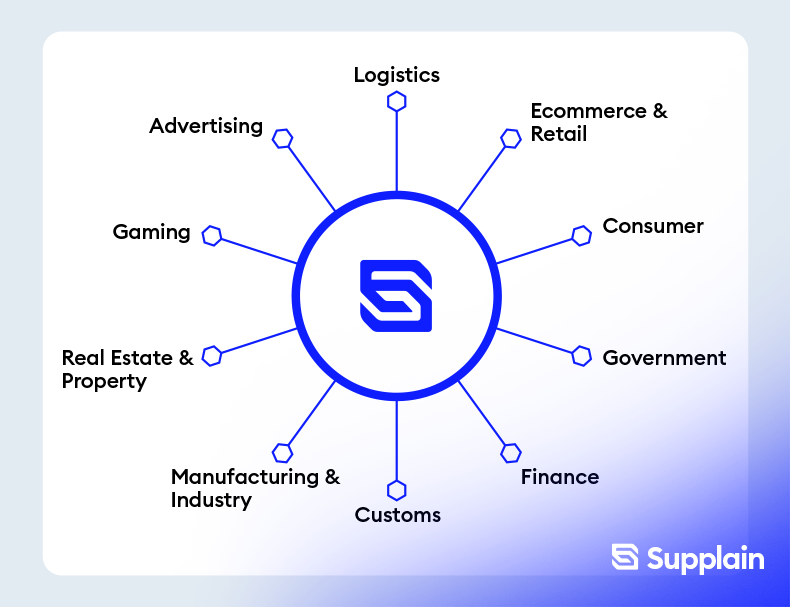 Logistics
Ecommerce &
Retail
Advertising
Consumer
Gaming
Government
Real Estate &
Property
Finance
Manufacturing &
Industry
Customs
Supplain